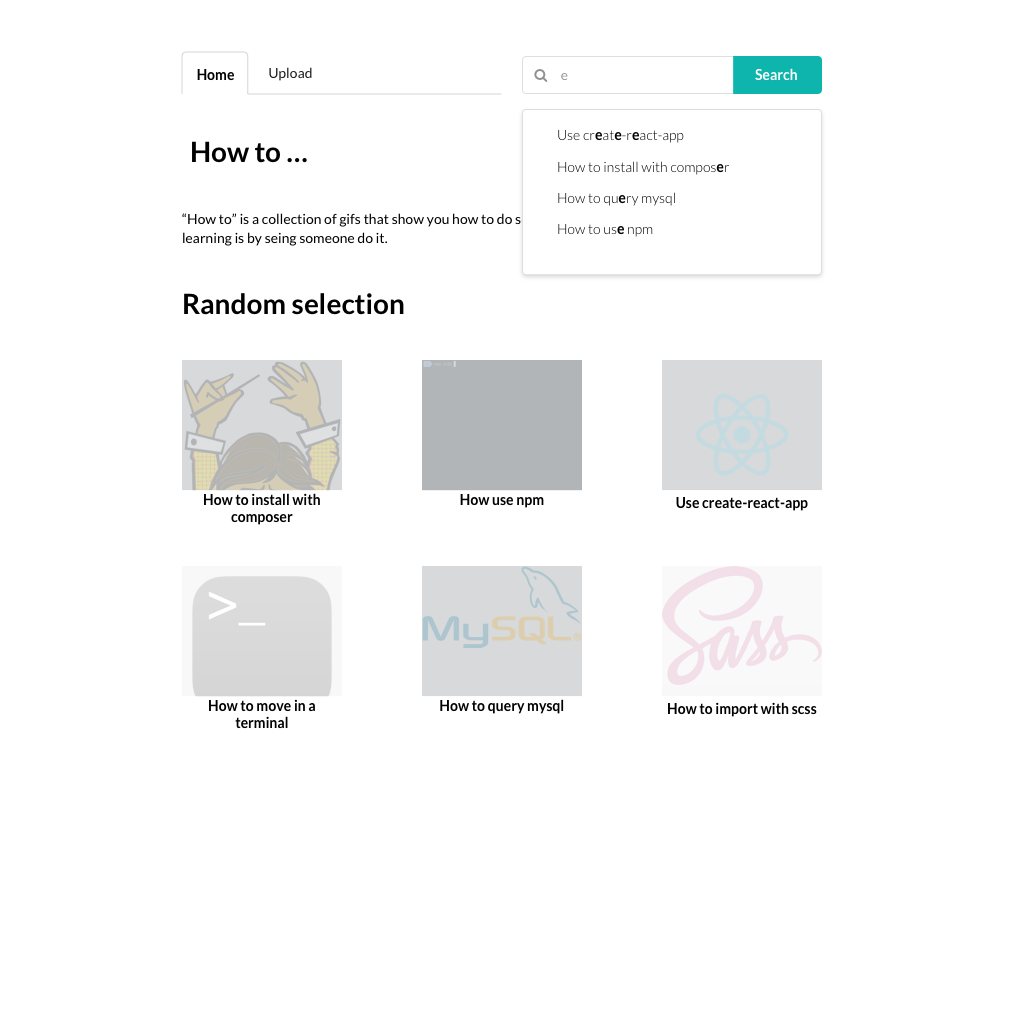 Home
Upload
e
Search
Use create-react-app
How to install with composer
How to query mysql
How to use npm
How to ...
“How to” is a collection of gifs that show you how to do s
learning is by seing someone do it.
Random selection
How to install with
composer
How use npm
Use create-react-app
>_
MySQL
Sass
How to move in a
terminal
How to query mysql
How to import with scss